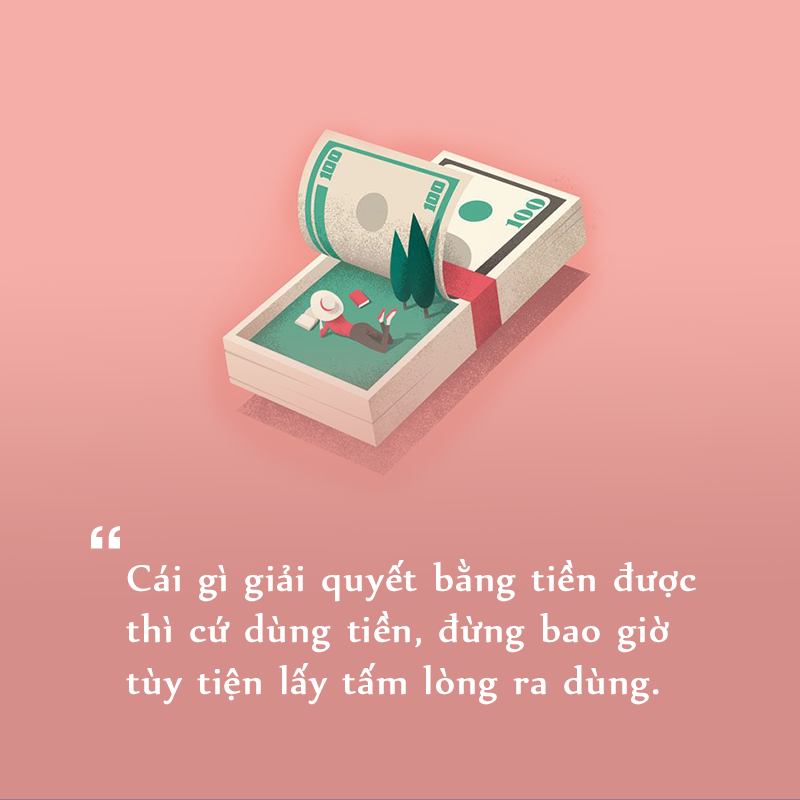 100
100
100
“
Cái gì giải quyết bằng tiền được
thì cứ dùng tiền, đừng bao giờ
tùy tiện lấy tấm lòng ra dùng.